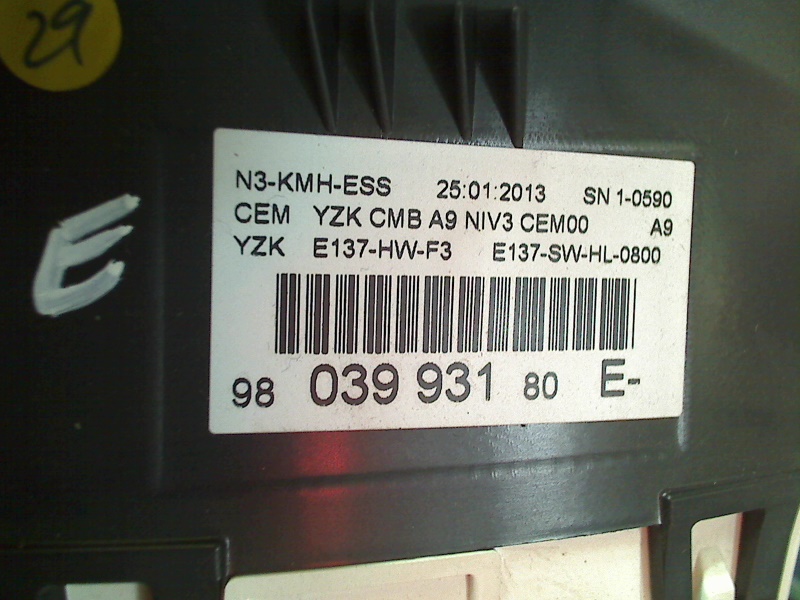 29
E
N3-KMH-ESS 25:01:2013 SN 1-0590
CEM YZK CMB A9 NIV3 CEM00 A9
YZK E137-HW-F3 E137-SW-HL-0800
98 039 931 80 E-